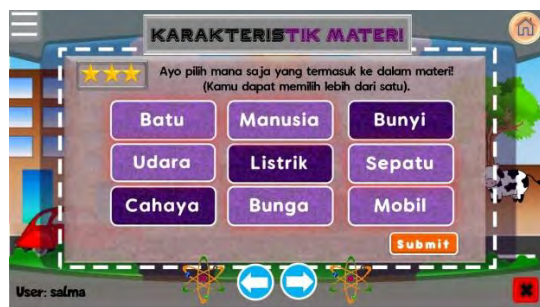 KARAKTERISTIK MATERI
Ayo pilih mana saja yang termasuk ke dalam materi!
(Kamu dapat memilih lebih dari satu).
Batu
Manusia
Bunyi
Udara
Listrik
Sepatu
Cahaya
Bunga
Mobil
Submit
User: salma